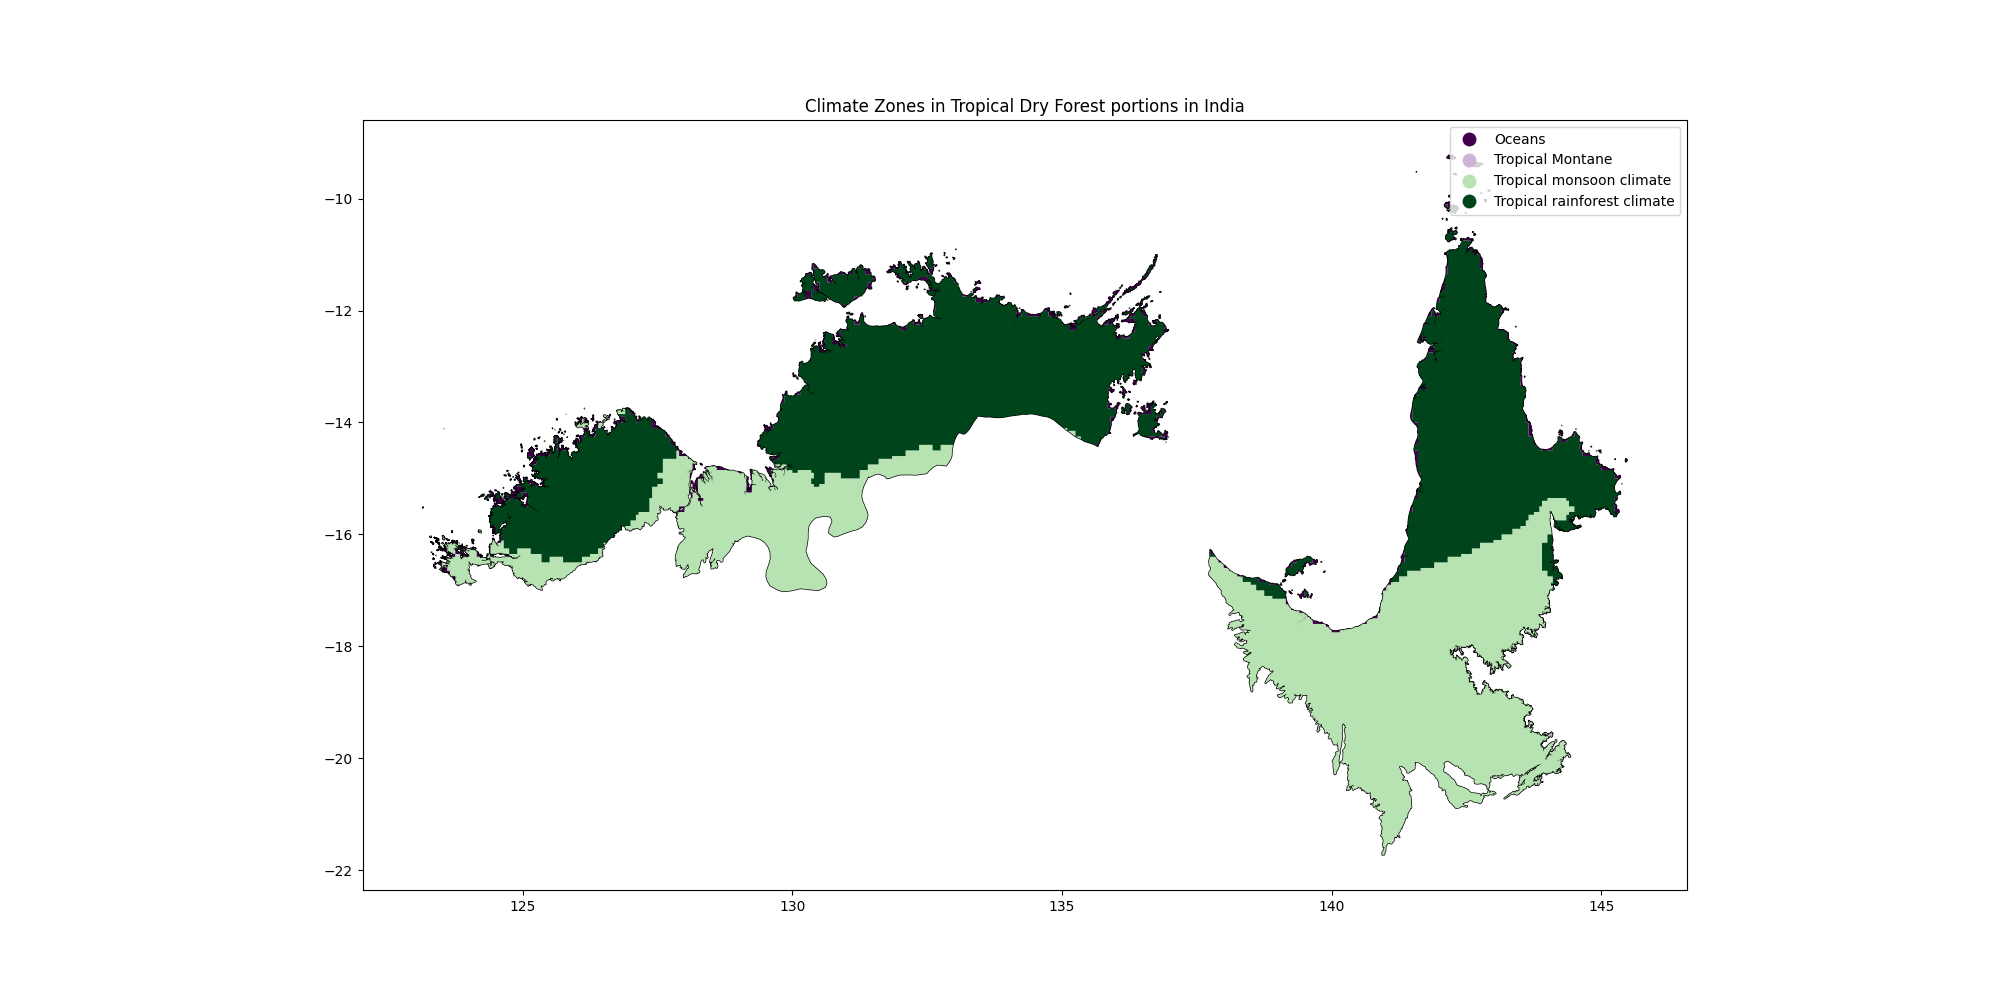 Climate Zones in Tropical Dry Forest portions in India
Oceans
Tropical Montane
Tropical monsoon climate
Tropical rainforest climate
−10
−12
−14
−16
−18
−20
−22
125
130
135
140
145